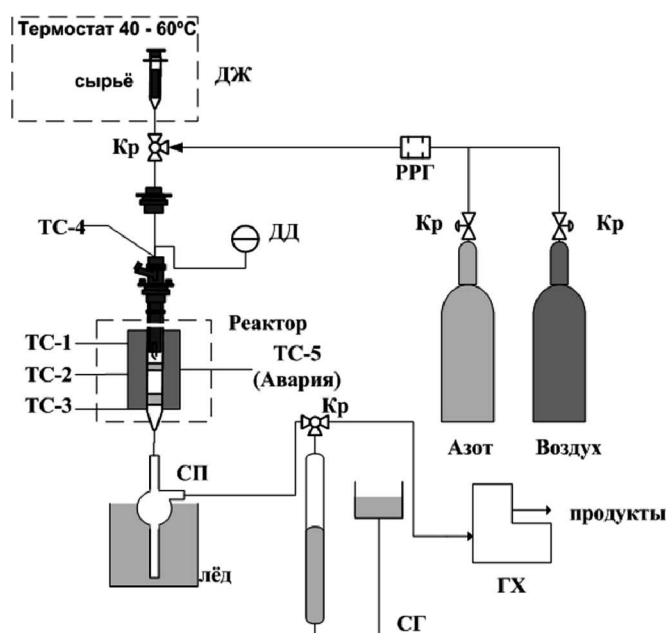 Термостат 40 - 60ºС
сырьё
ДЖ
Кр
РРГ
ТС-4
ДД
Кр
Кр
Реактор
ТС-1
ТС-2
ТС-3
ТС-5
(Авария)
Кр
Азот
Воздух
СП
лёд
СГ
ГХ
продукты